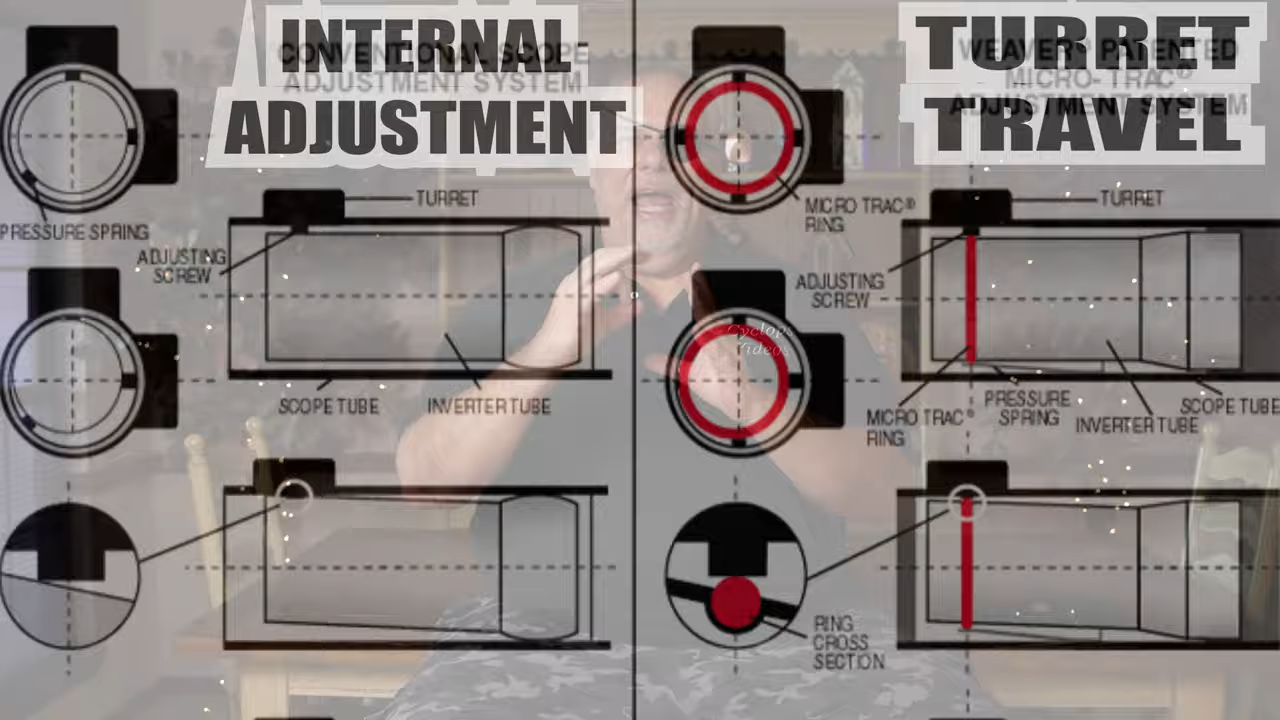 INTERNAL
ADJUSTMENT
CONVENTIONAL SCOPE
ADJUSTMENT SYSTEM
PRESSURE SPRING
TURRET
ADJUSTING
SCREW
SCOPE TUBE
INVERTER TUBE
TURRET
TRAVEL
WEAVER® PATENTED
MICRO-TRAC®
ADJUSTMENT SYSTEM
MICRO TRAC®
RING
TURRET
ADJUSTING
SCREW
Cyclops
Videos
MICRO TRAC®
RING
PRESSURE
SPRING
INVERTER TUBE
SCOPE TUBE
RING
CROSS
SECTION